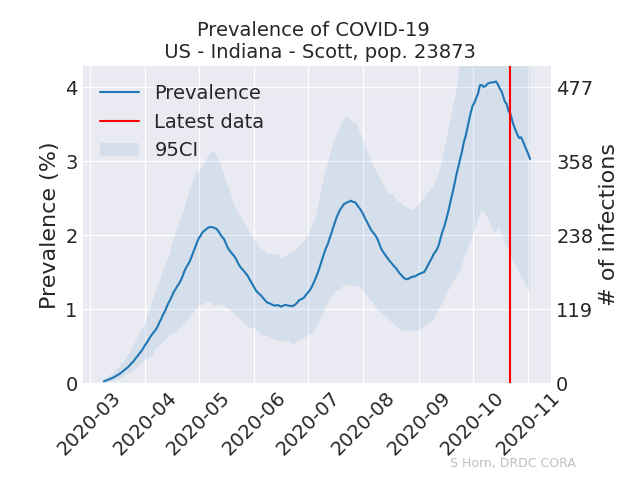 Prevalence of COVID-19
US - Indiana - Scott, pop. 23873
Prevalence
Latest data
95CI
Prevalence (%)
4
3
2
1
0
# of infections
477
358
238
119
0
2020-03
2020-04
2020-05
2020-06
2020-07
2020-08
2020-09
2020-10
2020-11
S Horn, DRDC CORA